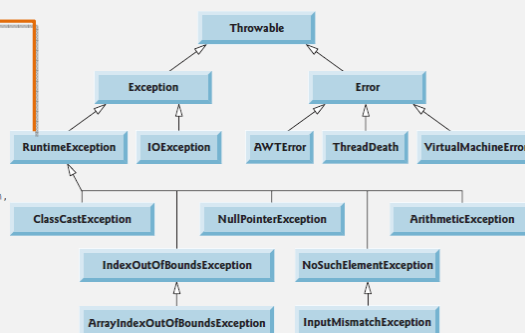 Throwable
Exception
Error
RuntimeException
IOException
AWTError
ThreadDeath
VirtualMachineError
ClassCastException
NullPointerException
ArithmeticException
IndexOutOfBoundsException
NoSuchElementException
ArrayIndexOutOfBoundsException
InputMismatchException